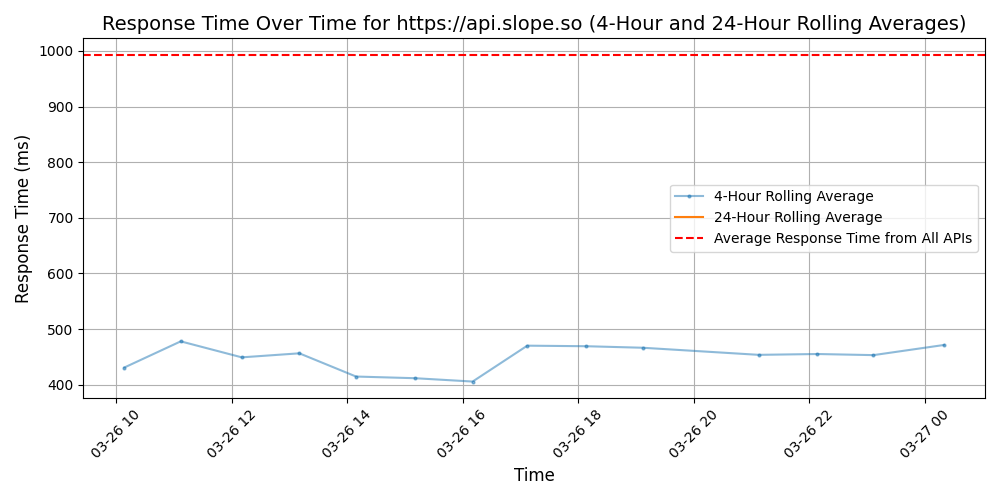 Response Time Over Time for https://api.slope.so (4-Hour and 24-Hour Rolling Averages)
Response Time (ms)
1000
900
800
700
600
500
400
4-Hour Rolling Average
24-Hour Rolling Average
Average Response Time from All APIs
03-26 10
03-26 12
03-26 14
03-26 16
03-26 18
03-26 20
03-26 22
03-27 00
Time